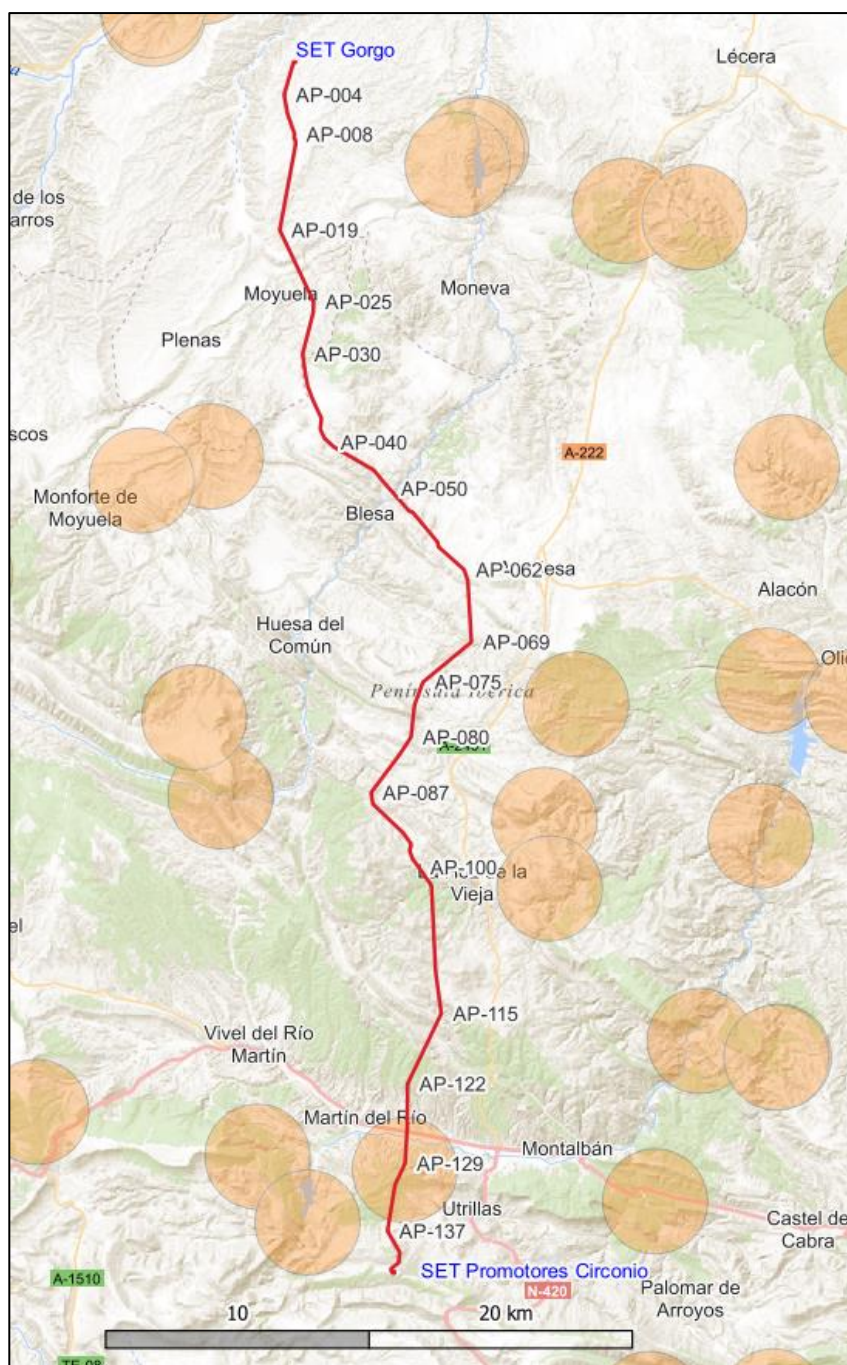 SET Gorgo
Lécera
AP-004
AP-008
de los
arros
AP-019
Moneva
Moyuela
AP-025
Plenas
AP-030
scos
AP-040
A-222
Monforte de
Moyuela
AP-050
Blesa
AP-062
esa
Alacón
Huesa del
Común
AP-069
Oli
AP-075
Península Ibérica
AP-080
AP-087
AP-100
de la
Vieja
el
AP-115
Vivel del Río
Martín
AP-122
Martín del Río
Montalbán
AP-129
Utrillas
Castel de
Cabra
AP-137
SET Promotores Circonio
A-1510
N-420
Palomar de
Arroyos
10
20 km